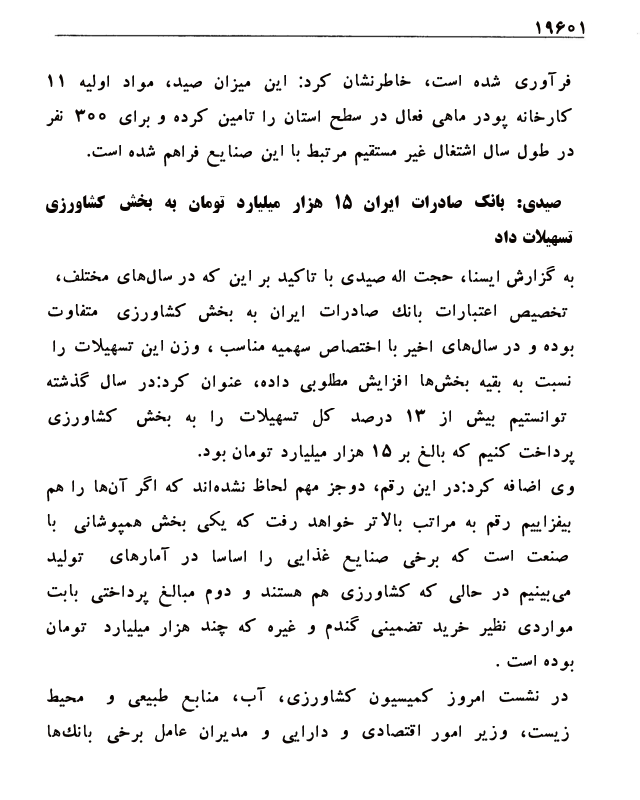 ۱۹۶۰۱
فرآوری شده است، خاطرنشان کرد: این میزان صید، مواد اولیه ۱۱
کارخانه پودر ماهی فعال در سطح استان را تامین کرده و برای ۳۰۰ نفر
در طول سال اشتغال غیر مستقیم مرتبط با این صنایع فراهم شده است.
صیدی: بانک صادرات ایران ۱۵ هزار میلیارد تومان به بخش کشاورزی
تسهیلات داد
به گزارش ایسنا، حجت اله صیدی با تاکید بر این که در سال‌های مختلف،
تخصیص اعتبارات بانک صادرات ایران به بخش کشاورزی متفاوت
بوده و در سال‌های اخیر با اختصاص سهمیه مناسب ، وزن این تسهیلات را
نسبت به بقیه بخش‌ها افزایش مطلوبی داده، عنوان کرد:در سال گذشته
توانستیم بیش از ۱۳ درصد کل تسهیلات را به بخش کشاورزی
پرداخت کنیم که بالغ بر ۱۵ هزار میلیارد تومان بود.
وی اضافه کرد:در این رقم، دوجز مهم لحاظ نشده‌اند که اگر آن‌ها را هم
بیفزاییم رقم به مراتب بالاتر خواهد رفت که یکی بخش همپوشانی با
صنعت است که برخی صنایع غذایی را اساسا در آمارهای تولید
می‌بینیم در حالی که کشاورزی هم هستند و دوم مبالغ پرداختی بابت
مواردی نظیر خرید تضمینی گندم و غیره که چند هزار میلیارد تومان
بوده است .
در نشست امروز کمیسیون کشاورزی، آب، منابع طبیعی و محیط
زیست، وزیر امور اقتصادی و دارایی و مدیران عامل برخی بانک‌ها